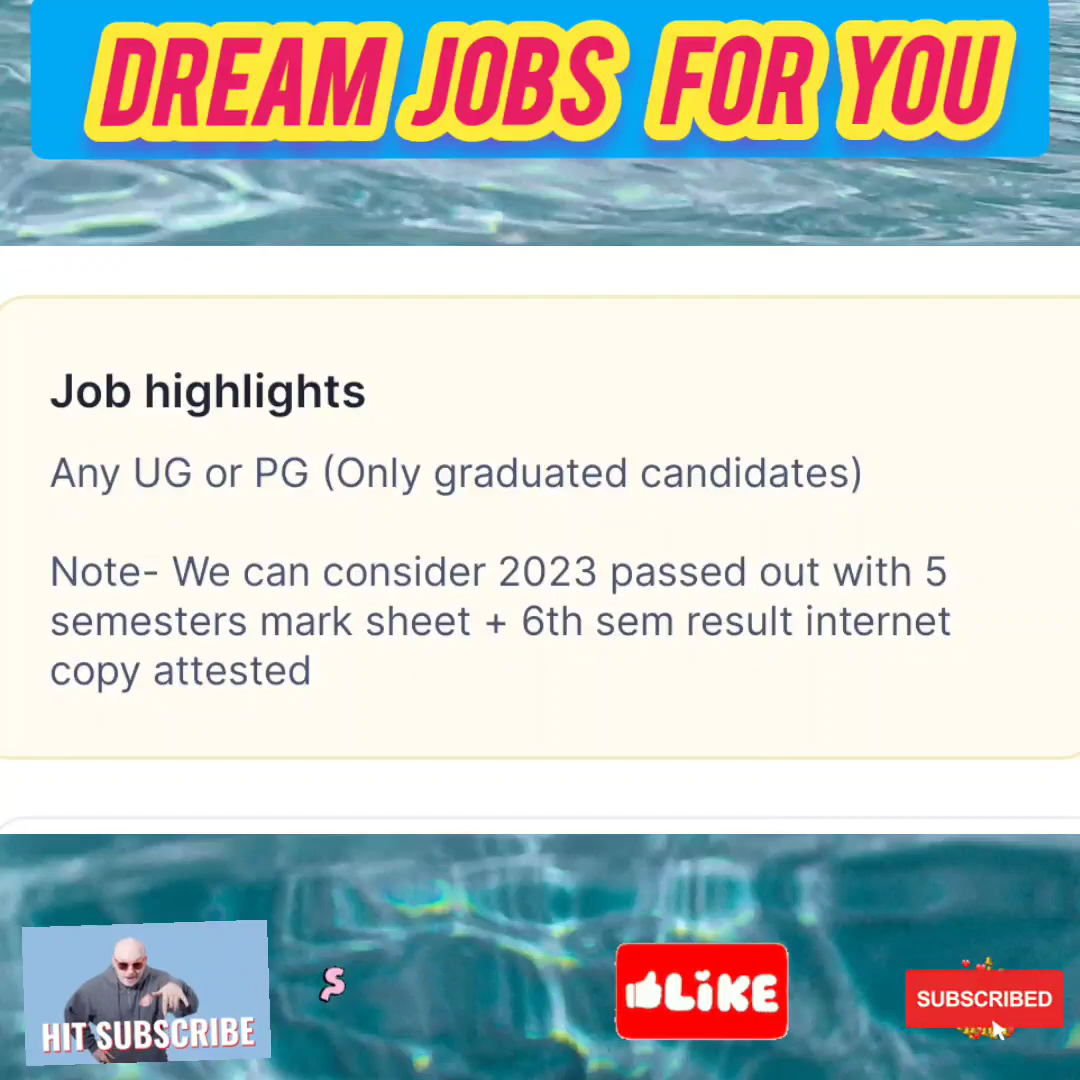 DREAM JOBS FOR YOU
Job highlights
Any UG or PG (Only graduated candidates)
Note- We can consider 2023 passed out with 5
semesters mark sheet + 6th sem result internet
copy attested
HIT SUBSCRIBE
S
LiKE
SUBSCRIBED